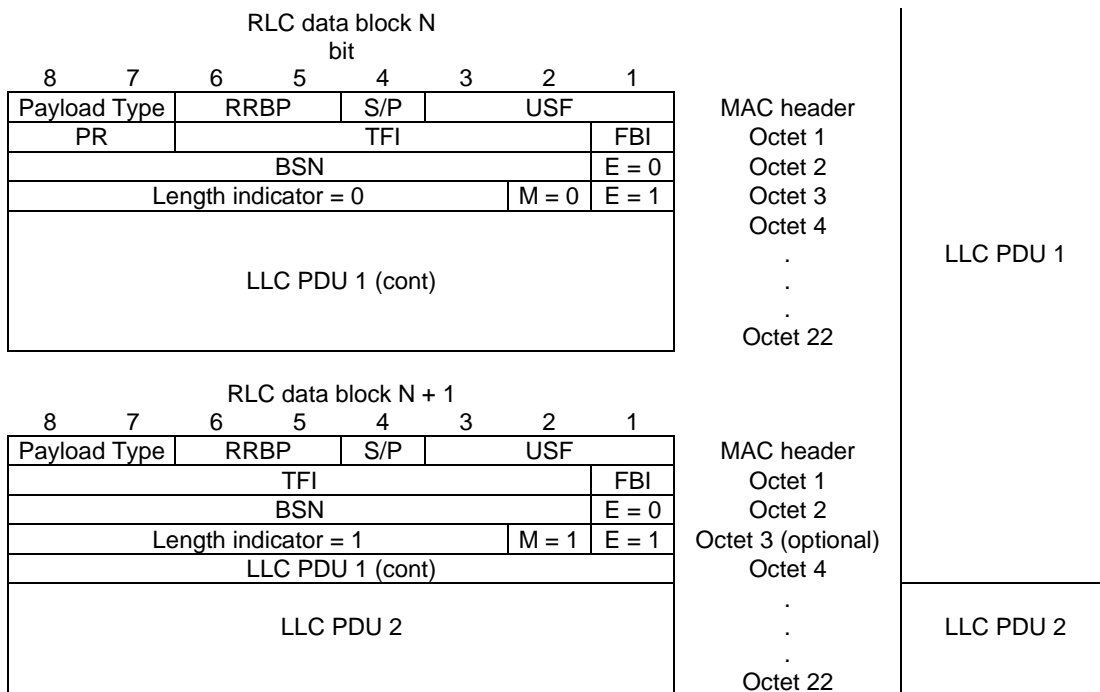 RLC data block N
bit
8 7 6 5 4 3 2 1
Payload Type RRBP S/P USF MAC header
PR TFI FBI Octet 1
BSN E = 0 Octet 2
Length indicator = 0 M = 0 E = 1 Octet 3
Octet 4
.
LLC PDU 1
LLC PDU 1 (cont) .
.
Octet 22
RLC data block N + 1
8 7 6 5 4 3 2 1
Payload Type RRBP S/P USF MAC header
TFI FBI Octet 1
BSN E = 0 Octet 2
Length indicator = 1 M = 1 E = 1 Octet 3 (optional)
LLC PDU 1 (cont) Octet 4
.
LLC PDU 2 . LLC PDU 2
.
Octet 22